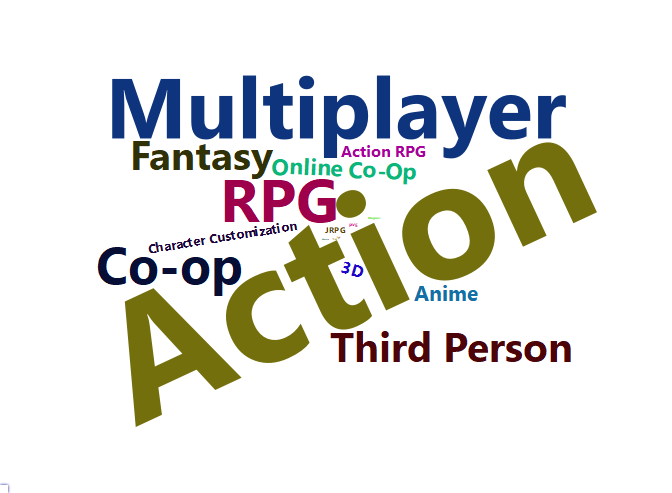 Multiplayer
Fantasy
Action RPG
Online Co-Op
RPG
Character Customization
JRPG
Co-op
3D
Action
Anime
Third Person